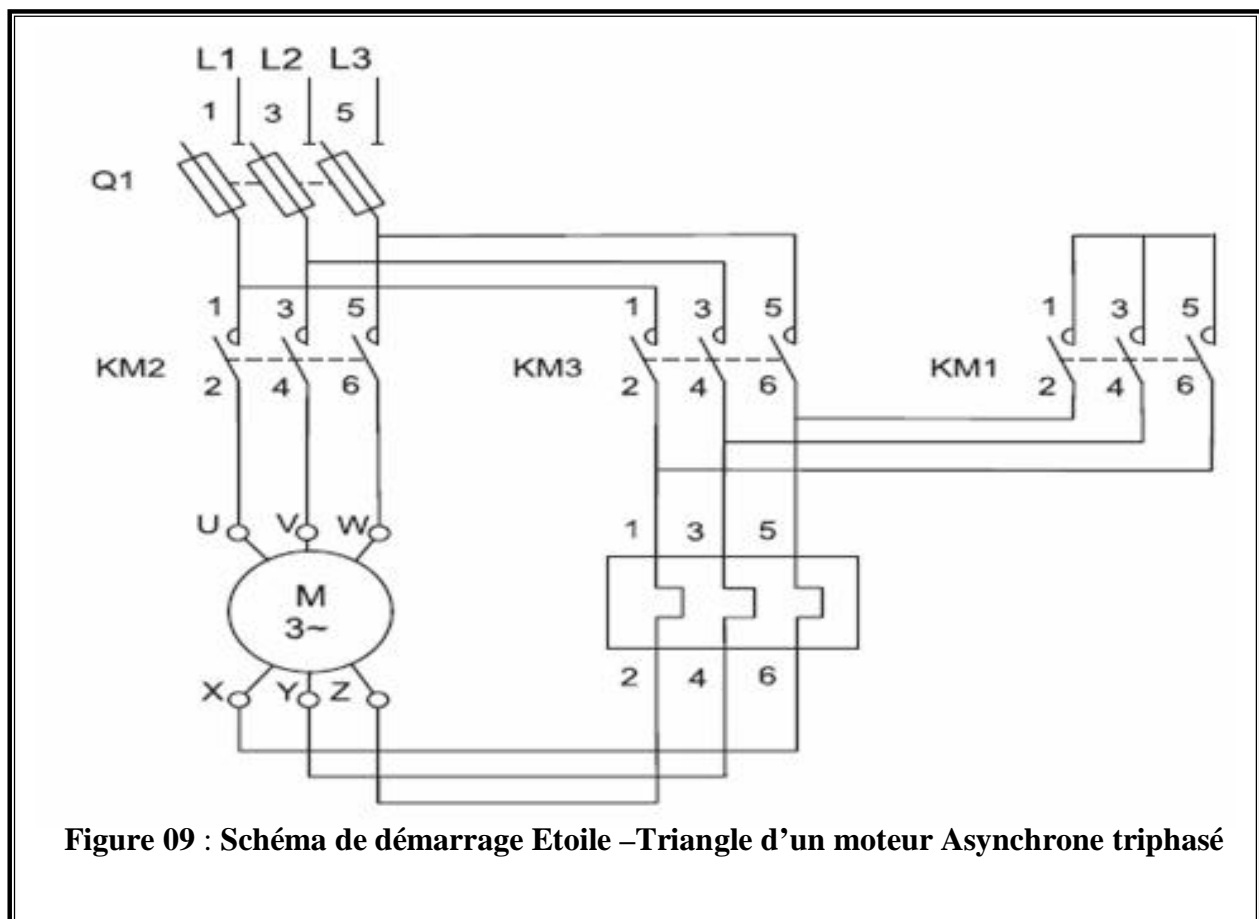 L1 L2 L3
1 3 5
Q1
1 3 5
1 3 5
1 3 5
KM2
KM3
KM1
2 4 6
2 4 6
2 4 6
U V W
1 3 5
M
3~
X Y Z
2 4 6
Figure 09 : Schéma de démarrage Etoile –Triangle d’un moteur Asynchrone triphasé